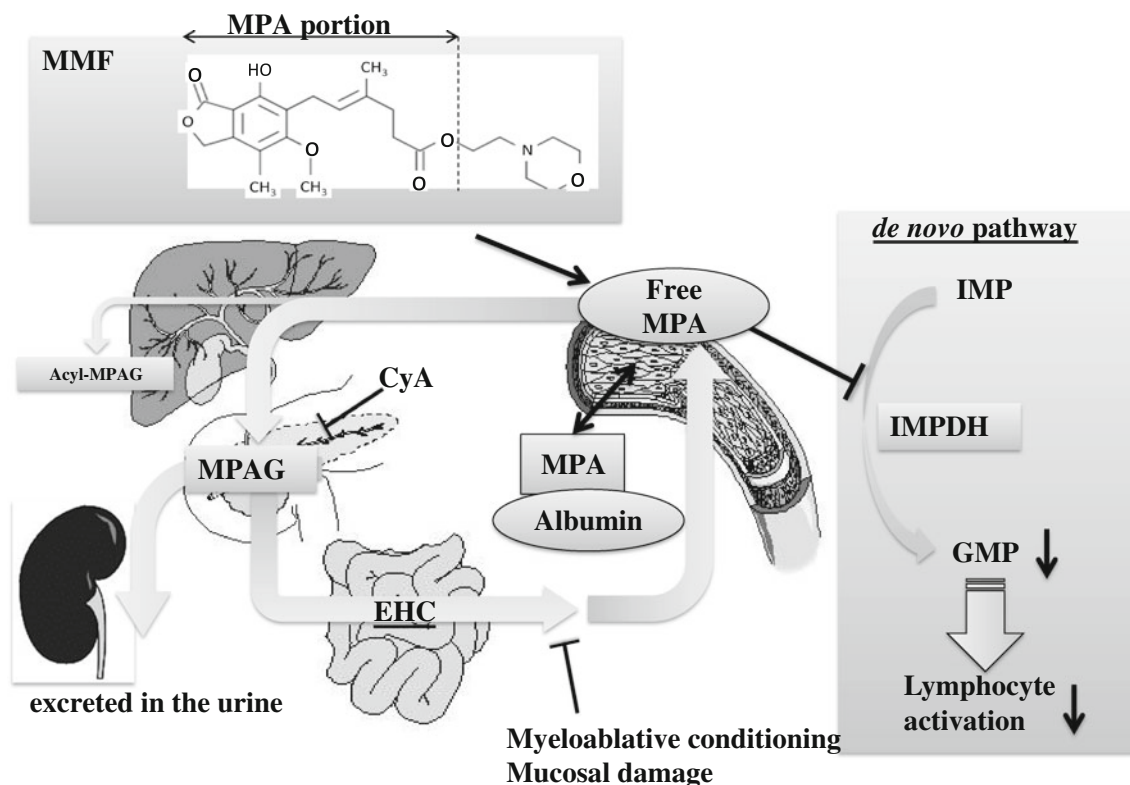 MPA portion
MMF
O
HO
CH₃
O
O
CH₃
O
CH₃
O
O
N
O
de novo pathway
IMP
Free
MPA
Acyl-MPAG
CyA
IMPDH
MPAG
MPA
Albumin
GMP
EHC
Lymphocyte
activation
excreted in the urine
Myeloablative conditioning
Mucosal damage